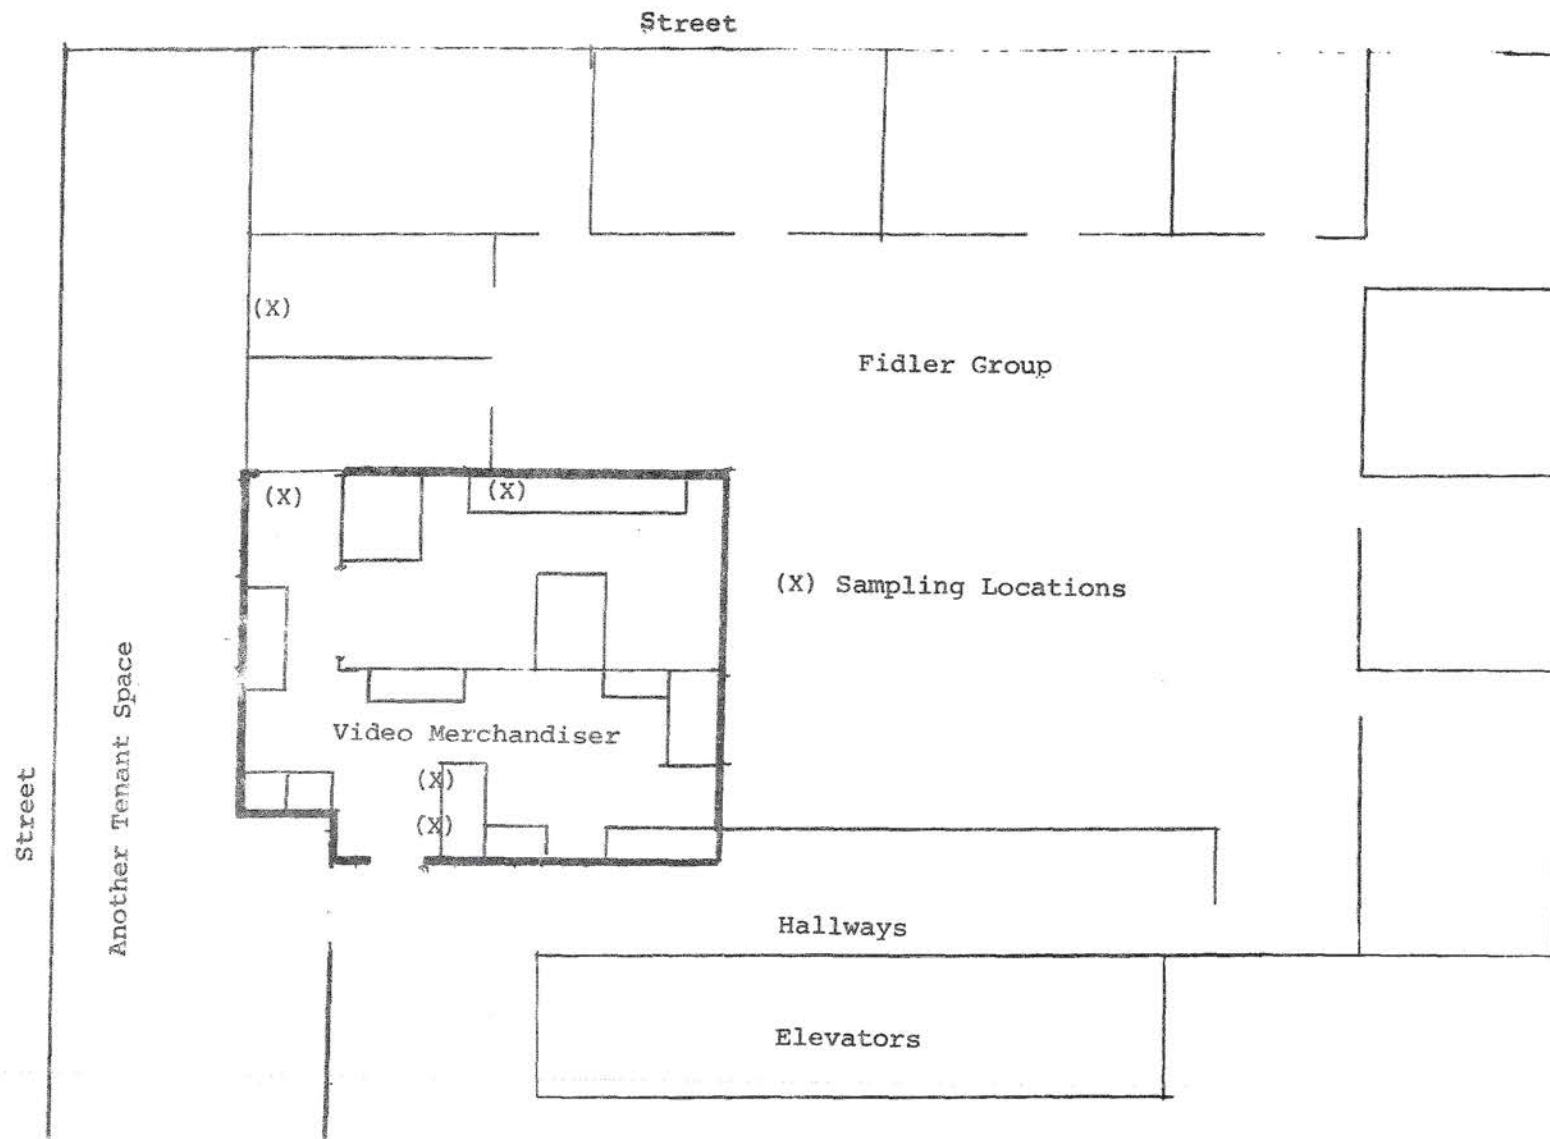 Street
(X)
Fidler Group
(X)
(X)
(X) Sampling Locations
Another Tenant Space
Video Merchandiser
Street
(X)
(X)
Hallways
Elevators